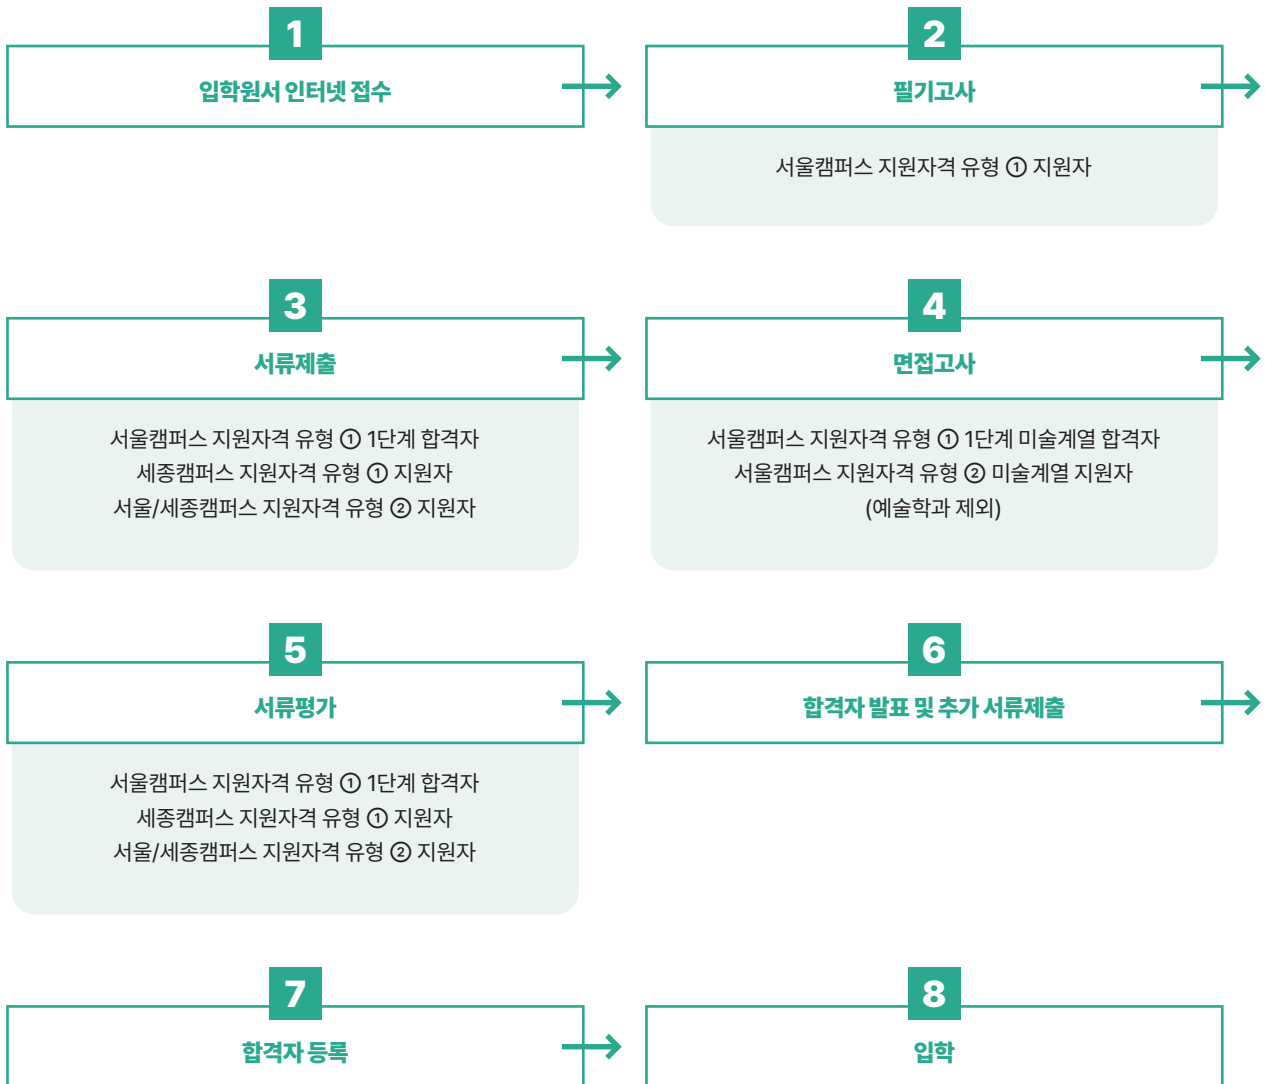 1
입학원서 인터넷 접수
2
필기고사
서울캠퍼스 지원자격 유형 ① 지원자
3
서류제출
서울캠퍼스 지원자격 유형 ① 1단계 합격자
세종캠퍼스 지원자격 유형 ① 지원자
서울/세종캠퍼스 지원자격 유형 ② 지원자
4
면접고사
서울캠퍼스 지원자격 유형 ① 1단계 미술계열 합격자
서울캠퍼스 지원자격 유형 ② 미술계열 지원자
(예술학과 제외)
5
서류평가
서울캠퍼스 지원자격 유형 ① 1단계 합격자
세종캠퍼스 지원자격 유형 ① 지원자
서울/세종캠퍼스 지원자격 유형 ② 지원자
6
합격자 발표 및 추가 서류제출
7
합격자 등록
8
입학